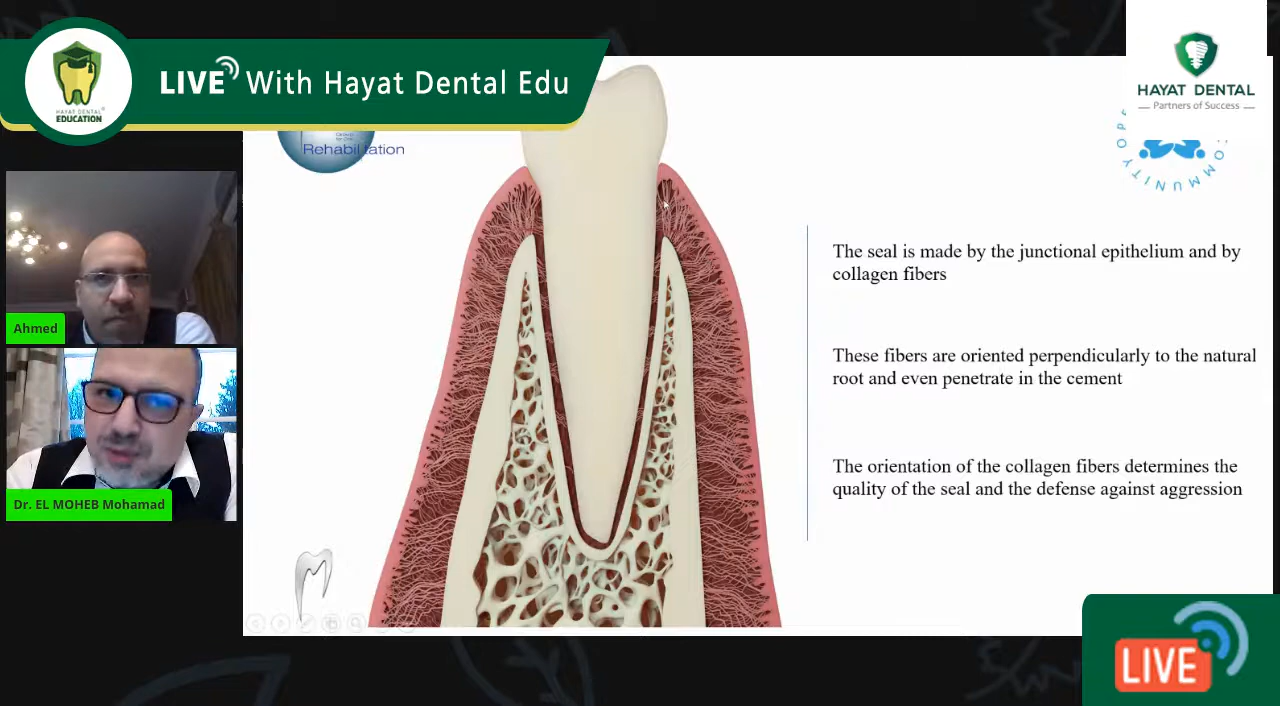 LIVE With Hayat Dental Edu
HAYAT DENTAL
EDUCATION
HAYAT DENTAL
Partners of Success
Rehabilitation
COMMUNITY
The seal is made by the junctional epithelium and by
collagen fibers
These fibers are oriented perpendicularly to the natural
root and even penetrate in the cement
The orientation of the collagen fibers determines the
quality of the seal and the defense against aggression
Ahmed
Dr. EL MOHEB Mohamad
LIVE